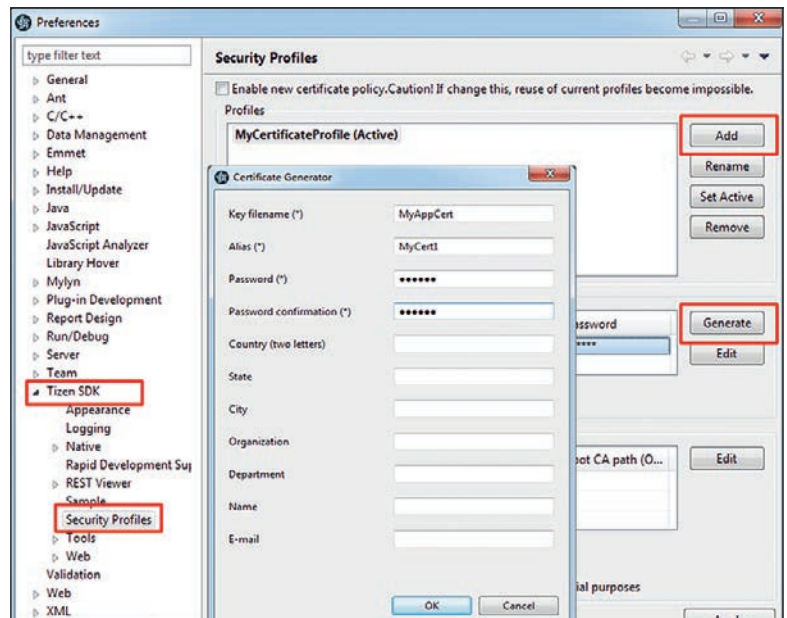 Preferences
type filter text
General
Ant
C/C++
Data Management
Emmet
Help
Install/Update
Java
JavaScript
JavaScript Analyzer
Library Hover
Mylyn
Plug-in Development
Report Design
Run/Debug
Server
Team
Tizen SDK
Appearance
Logging
Native
Rapid Development Sup
REST Viewer
Sample
Security Profiles
Tools
Web
Validation
Web
XML
Security Profiles
Enable new certificate policy.Caution! If change this, reuse of current profiles become impossible.
Profiles
MyCertificateProfile (Active)
Add
Rename
Set Active
Remove
Certificate Generator
Key filename (*) MyAppCert
Alias (*) MyCert1
Password (*) ••••••
Password confirmation (*) ••••••
Country (two letters)
State
City
Organization
Department
Name
E-mail
OK Cancel
ssword
****
Generate
Edit
oot CA path (O...
Edit
ial purposes